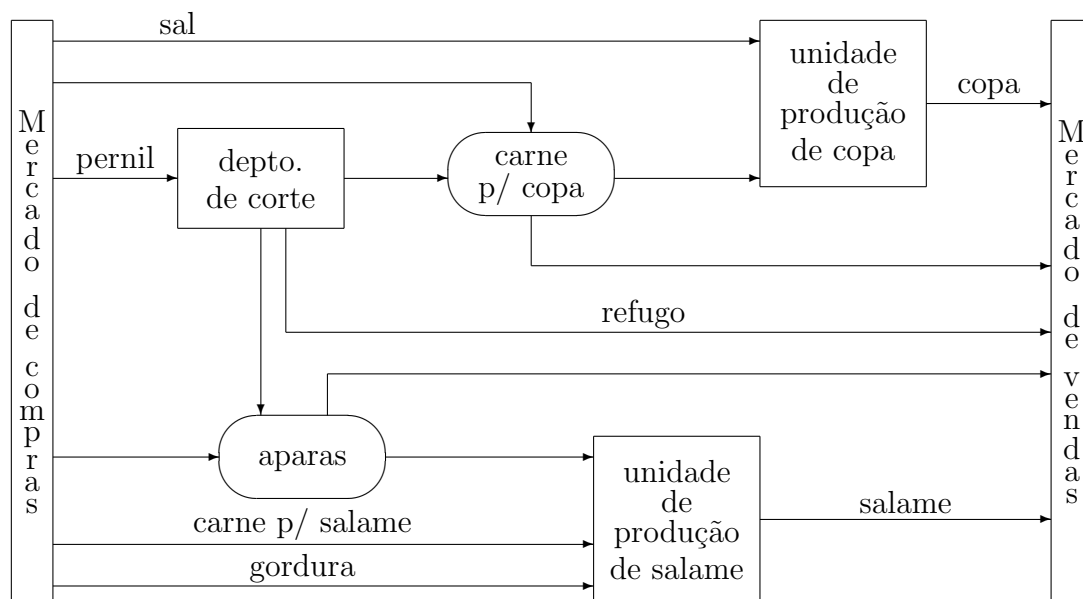 Mercado de compras
sal
unidade
de
produção
de copa
copa
Mercado de vendas
pernil
depto.
de corte
carne
p/ copa
refugo
aparas
carne p/ salame
gordura
unidade
de
produção
de salame
salame